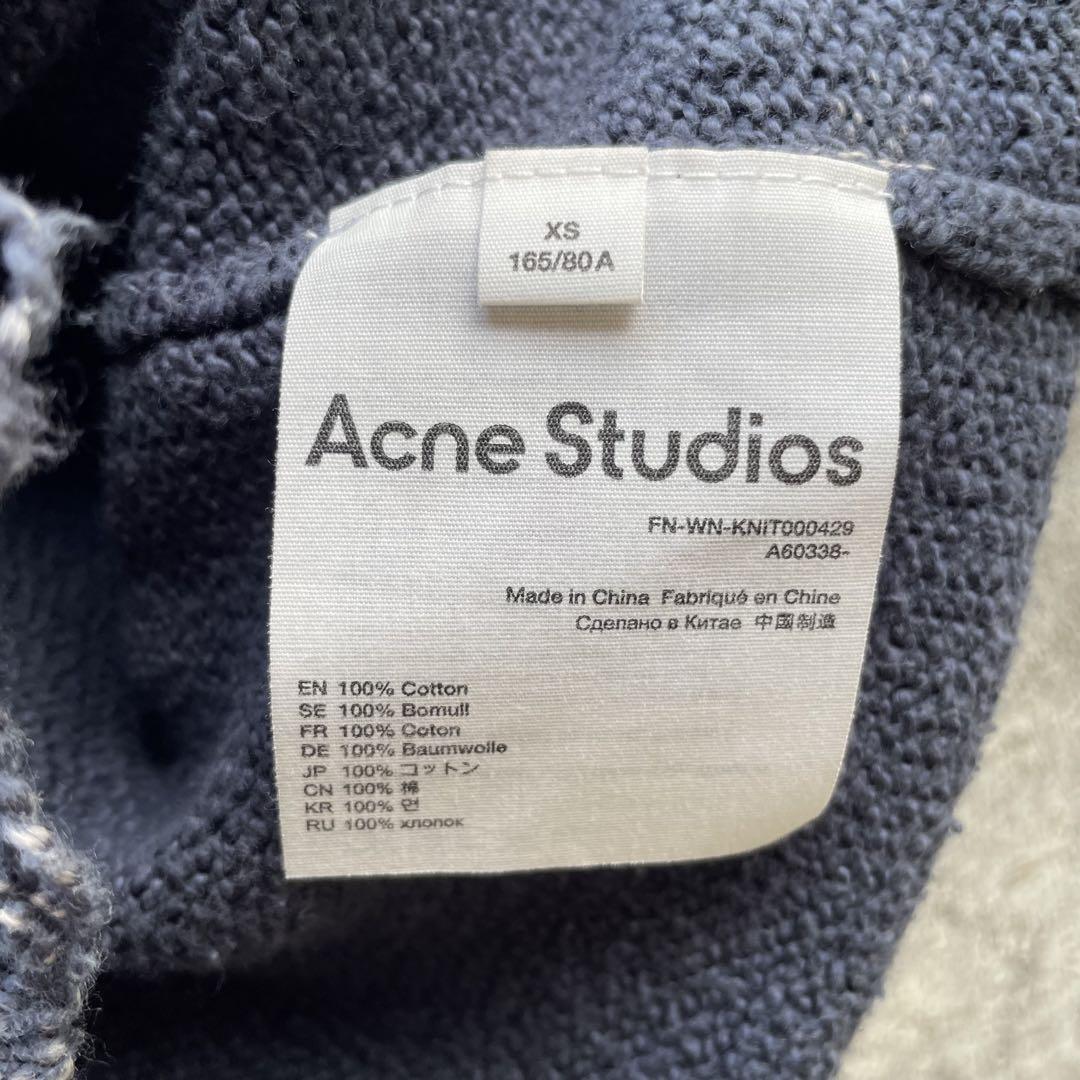 XS
165/80A
Acne Studios
FN-WN-KNIT000429
A60338-
Made in China Fabriqué en Chine
Сделано в Китае 中國制造
EN 100% Cotton
SE 100% Bomull
FR 100% Coton
DE 100% Baumwolle
JP 100% コットン
CN 100% 棉
KR 100% 면
RU 100% хлопок